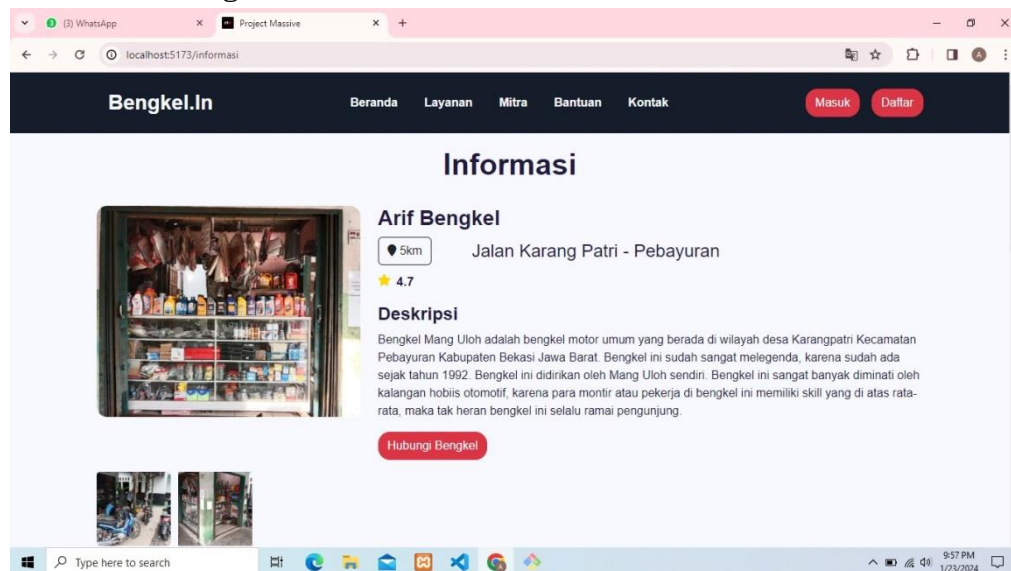 (3) WhatsApp
Project Massive
localhost:5173/informasi
Bengkel.In
Beranda Layanan Mitra Bantuan Kontak
Masuk Daftar
Informasi
Arif Bengkel
5km Jalan Karang Patri - Pebayuran
4.7
Deskripsi
Bengkel Mang Uloh adalah bengkel motor umum yang berada di wilayah desa Karangpatri Kecamatan
Pebayuran Kabupaten Bekasi Jawa Barat. Bengkel ini sudah sangat melegenda, karena sudah ada
sejak tahun 1992. Bengkel ini didirikan oleh Mang Uloh sendiri. Bengkel ini sangat banyak diminati oleh
kalangan hobiis otomotif, karena para montir atau pekerja di bengkel ini memiliki skill yang di atas rata-
rata, maka tak heran bengkel ini selalu ramai pengunjung.
Hubungi Bengkel
Type here to search
9:57 PM
1/23/2024